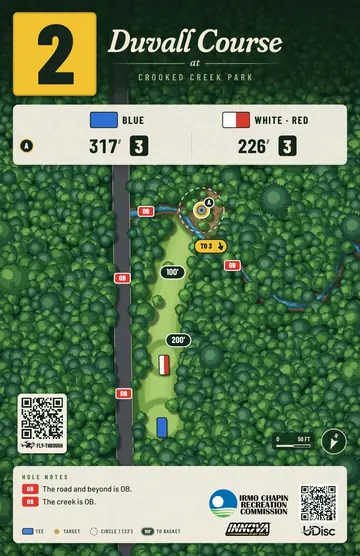 2
Duvall Course
at
CROOKED CREEK PARK
BLUE
WHITE - RED
A
317' 3
226' 3
A
OB
TO 3
OB
100'
OB
200'
OB
FLY-THROUGH
0 50 FT
HOLE NOTES
OB The road and beyond is OB.
OB The creek is OB.
IRMO CHAPIN
RECREATION
COMMISSION
TEE
TARGET
CIRCLE 1 (33')
TO BASKET
INNOVA
UDisc